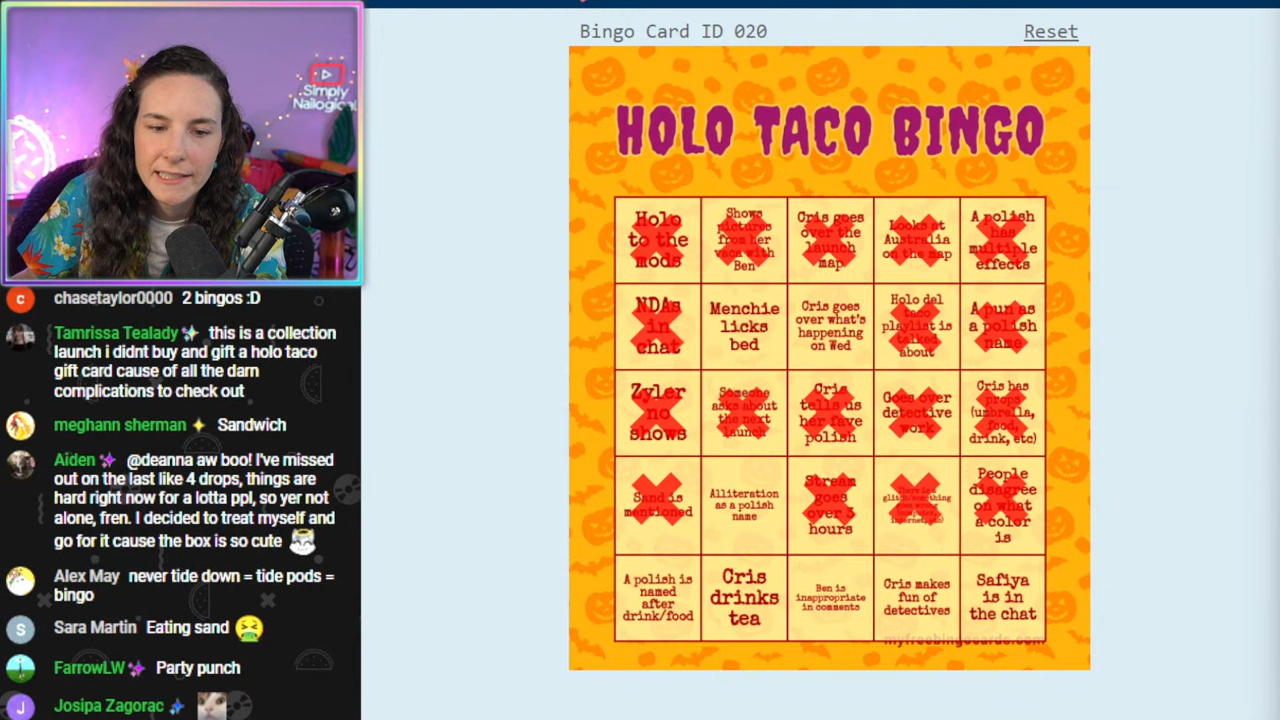 Simply
Nailogical
chasetaylor0000 2 bingos :D
Tamrissa Tealady this is a collection
launch i didnt buy and gift a holo taco
gift card cause of all the darn
complications to check out
meghann sherman Sandwich
Aiden @deanna aw boo! I've missed
out on the last like 4 drops, things are
hard right now for a lotta ppl, so yer not
alone, fren. I decided to treat myself and
go for it cause the box is so cute
Alex May never tide down = tide pods =
bingo
Sara Martin Eating sand
FarrowLW Party punch
Josipa Zagorac
Bingo Card ID 020
Reset
HOLO TACO BINGO
Holo
to the
mods
Shows
pictures
from her
vaca with
Ben
Cris goes
over the
launch
map
Looks at
Australia
on the map
A polish
has
multiple
effects
NDAs
in
chat
Menchie
licks
bed
Cris goes
over what's
happening
on Wed
Holo del
taco
playlist is
talked
about
A pun as
a polish
name
Zyler
no
shows
Someone
asks about
the next
launch
Cris
tells us
her fave
polish
Goes over
detective
work
Cris has
props
(umbrella,
food,
drink, etc)
Sand is
mentioned
Alliteration
as a polish
name
Stream
goes
over 3
hours
There is a
glitch/something
internet, etc)
People
disagree
on what
a color
is
A polish is
named
after
drink/food
Cris
drinks
tea
Ben is
inappropriate
in comments
Cris makes
fun of
detectives
Safiya
is in
the chat
myfreebingocards.com